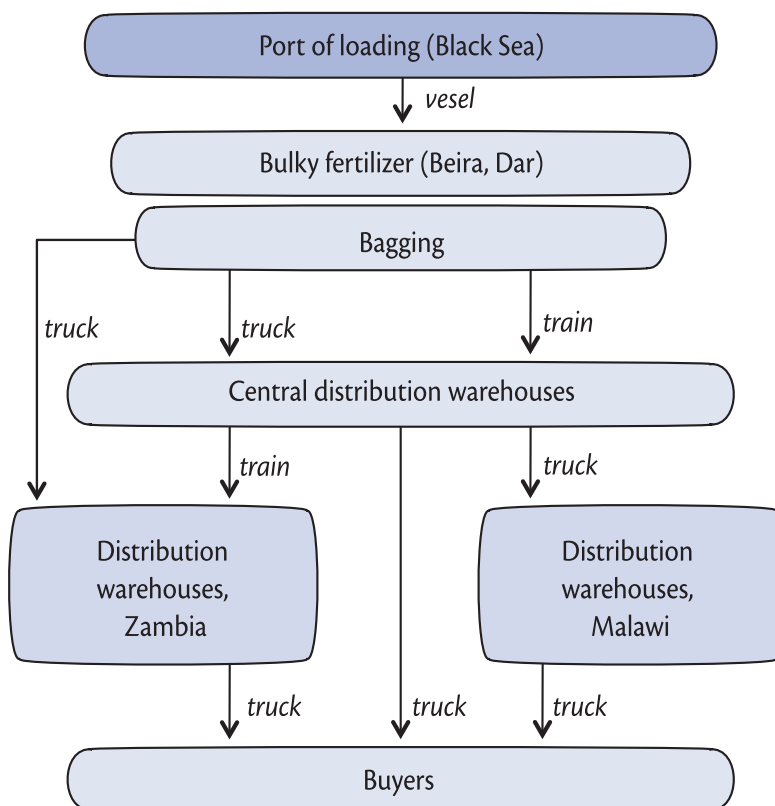 Port of loading (Black Sea)
vesel
Bulky fertilizer (Beira, Dar)
Bagging
truck
truck
train
Central distribution warehouses
train
truck
Distribution
warehouses,
Zambia
Distribution
warehouses,
Malawi
truck
truck
truck
Buyers